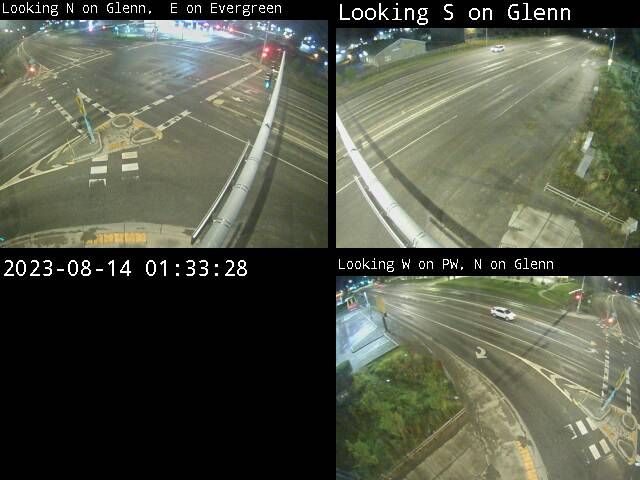 Looking N on Glenn,  E on Evergreen
Looking S on Glenn
2023-08-14 01:33:28
Looking W on PW, N on Glenn